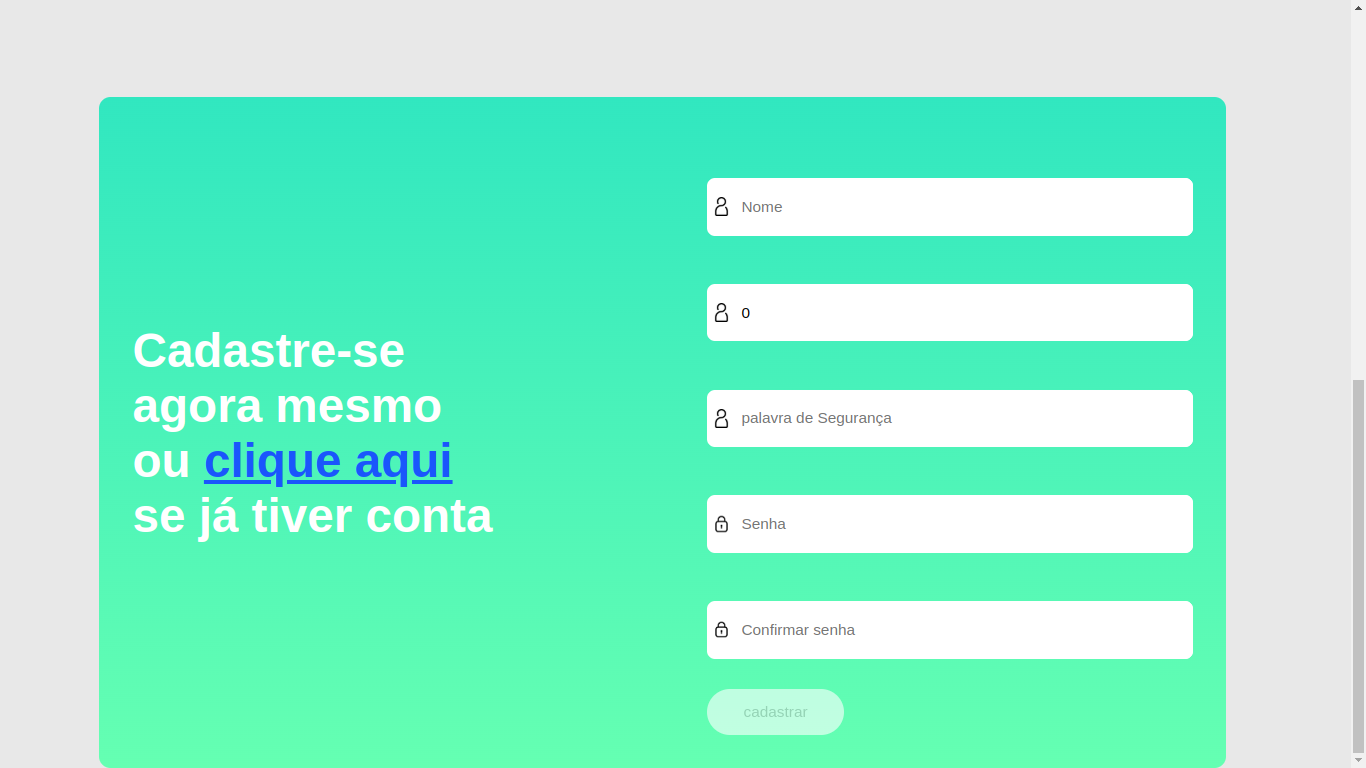 Cadastre-se
agora mesmo
ou clique aqui
se já tiver conta
Nome
0
palavra de Segurança
Senha
Confirmar senha
cadastrar